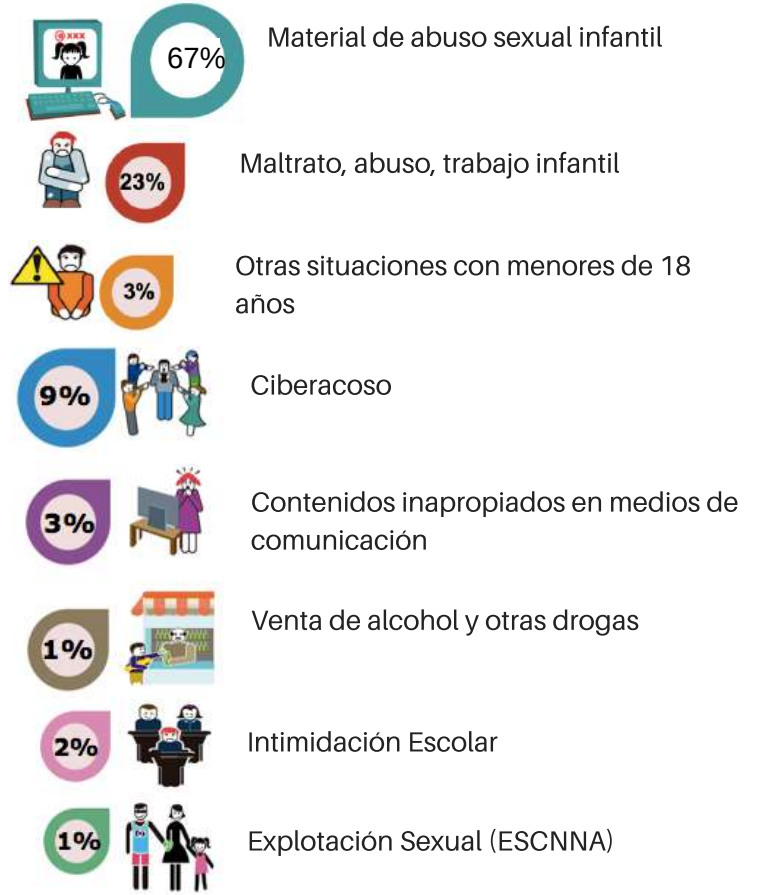 xxx
67%
Material de abuso sexual infantil
23%
Maltrato, abuso, trabajo infantil
3%
Otras situaciones con menores de 18
años
9%
Ciberacoso
3%
Contenidos inapropiados en medios de
comunicación
1%
Venta de alcohol y otras drogas
2%
Intimidación Escolar
1%
Explotación Sexual (ESCNNA)